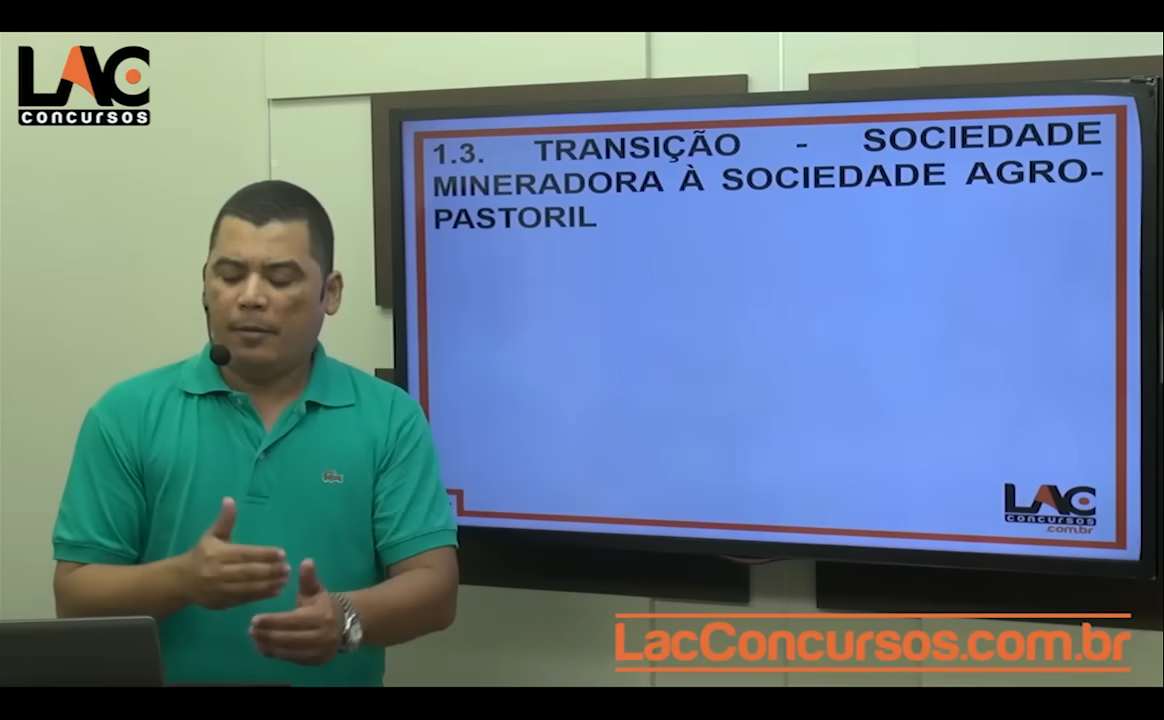 LAC
concursos
1.3. TRANSIÇÃO - SOCIEDADE
MINERADORA À SOCIEDADE AGRO-
PASTORIL
LAC
concursos
.com.br
LacConcursos.com.br